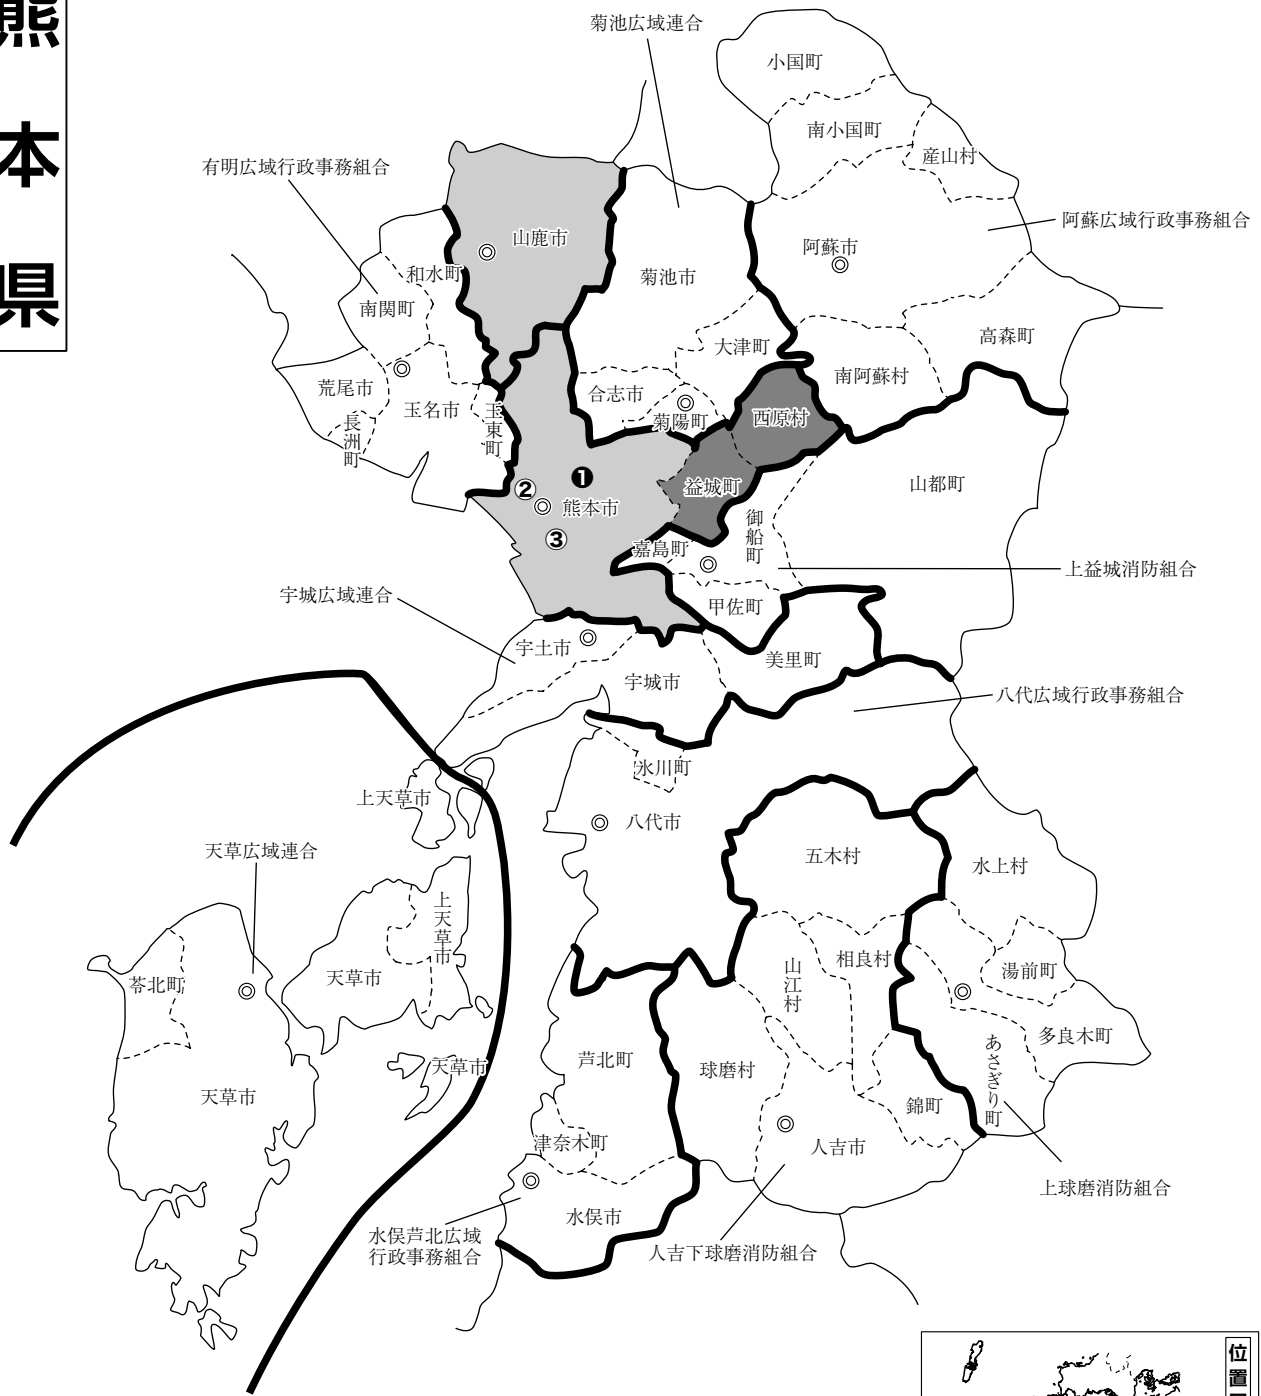 熊本県
菊池広域連合
小国町
南小国町
産山村
有明広域行政事務組合
阿蘇広域行政事務組合
山鹿市
阿蘇市
和水町
菊池市
南関町
大津町
高森町
荒尾市
合志市
南阿蘇村
玉名市
玉東町
長洲町
菊陽町
西原村
❶
②
熊本市
益城町
山都町
御船町
③
嘉島町
上益城消防組合
宇城広域連合
甲佐町
宇土市
美里町
宇城市
八代広域行政事務組合
氷川町
上天草市
八代市
天草広域連合
五木村
水上村
上天草市
相良村
山江村
湯前町
天草市
苓北町
多良木町
あさぎり町
芦北町
球磨村
天草市
天草市
錦町
津奈木町
人吉市
上球磨消防組合
水俣市
水俣芦北広域
行政事務組合
人吉下球磨消防組合
位置